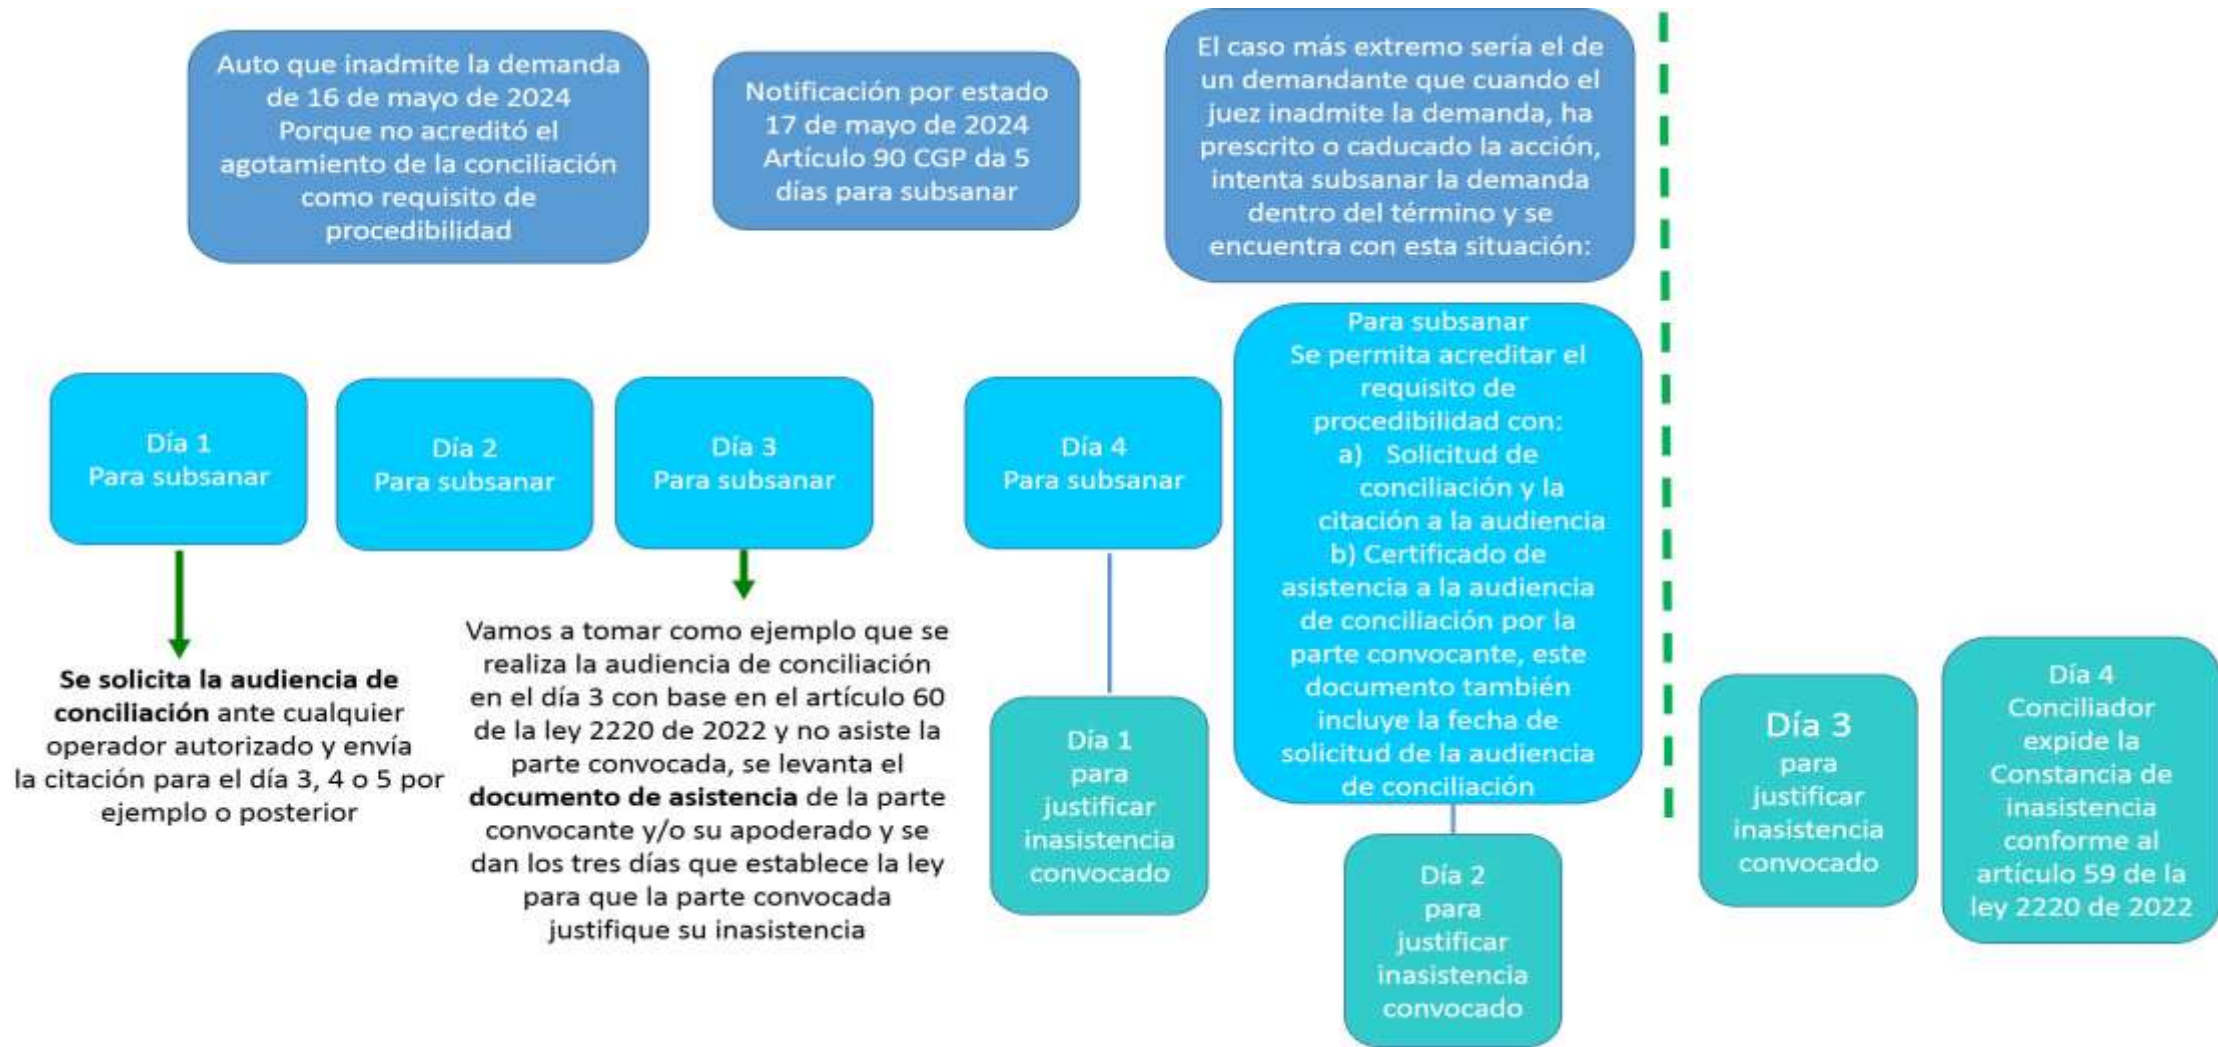 Auto que inadmite la demanda
de 16 de mayo de 2024
Porque no acreditó el
agotamiento de la conciliación
como requisito de
procedibilidad
Notificación por estado
17 de mayo de 2024
Artículo 90 CGP da 5
días para subsanar
El caso más extremo sería el de
un demandante que cuando el
juez inadmite la demanda, ha
prescrito o caducado la acción,
intenta subsanar la demanda
dentro del término y se
encuentra con esta situación:
Día 1
Para subsanar
Día 2
Para subsanar
Día 3
Para subsanar
Día 4
Para subsanar
Para subsanar
Se permita acreditar el
requisito de
procedibilidad con:
a) Solicitud de
conciliación y la
citación a la audiencia
b) Certificado de
asistencia a la audiencia
de conciliación por la
parte convocante, este
documento también
incluye la fecha de
solicitud de la audiencia
de conciliación
Se solicita la audiencia de
conciliación ante cualquier
operador autorizado y envía
la citación para el día 3, 4 o 5 por
ejemplo o posterior
Vamos a tomar como ejemplo que se
realiza la audiencia de conciliación
en el día 3 con base en el artículo 60
de la ley 2220 de 2022 y no asiste la
parte convocada, se levanta el
documento de asistencia de la parte
convocante y/o su apoderado y se
dan los tres días que establece la ley
para que la parte convocada
justifique su inasistencia
Día 1
para
justificar
inasistencia
convocado
Día 2
para
justificar
inasistencia
convocado
Día 3
para
justificar
inasistencia
convocado
Día 4
Conciliador
expide la
Constancia de
inasistencia
conforme al
artículo 59 de la
ley 2220 de 2022